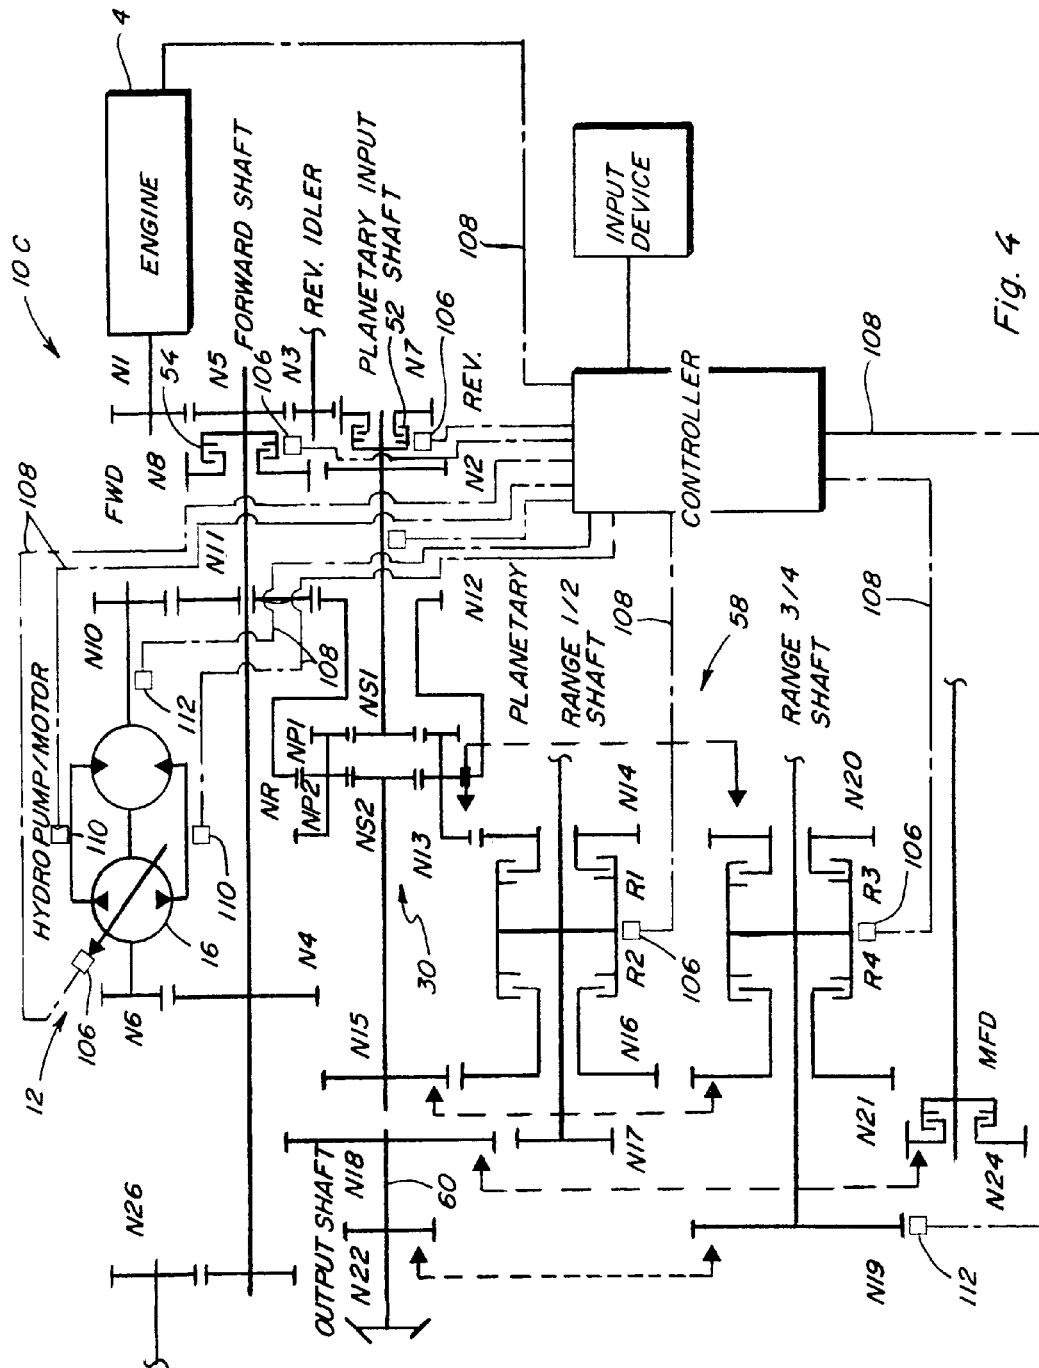 10C
4
ENGINE
N1
54
N5
FORWARD SHAFT
106
N3
REV. IDLER
PLANETARY INPUT
52 SHAFT
N7
106
REV.
108
INPUT
DEVICE
FWD
N8
N2
CONTROLLER
108
108
N11
N10
N12
HYDRO PUMP/MOTOR
110
112
108
110
NS1
NP1
NR
NP2
NS2
PLANETARY
N13
30
16
106
12
N6
N4
RANGE 1/2
SHAFT
N14
R1
R2
106
108
58
RANGE 3/4
SHAFT
N20
R3
R4
106
108
N15
N16
N17
N18
OUTPUT SHAFT
60
N22
N26
N21
MFD
N24
N19
112
Fig. 4